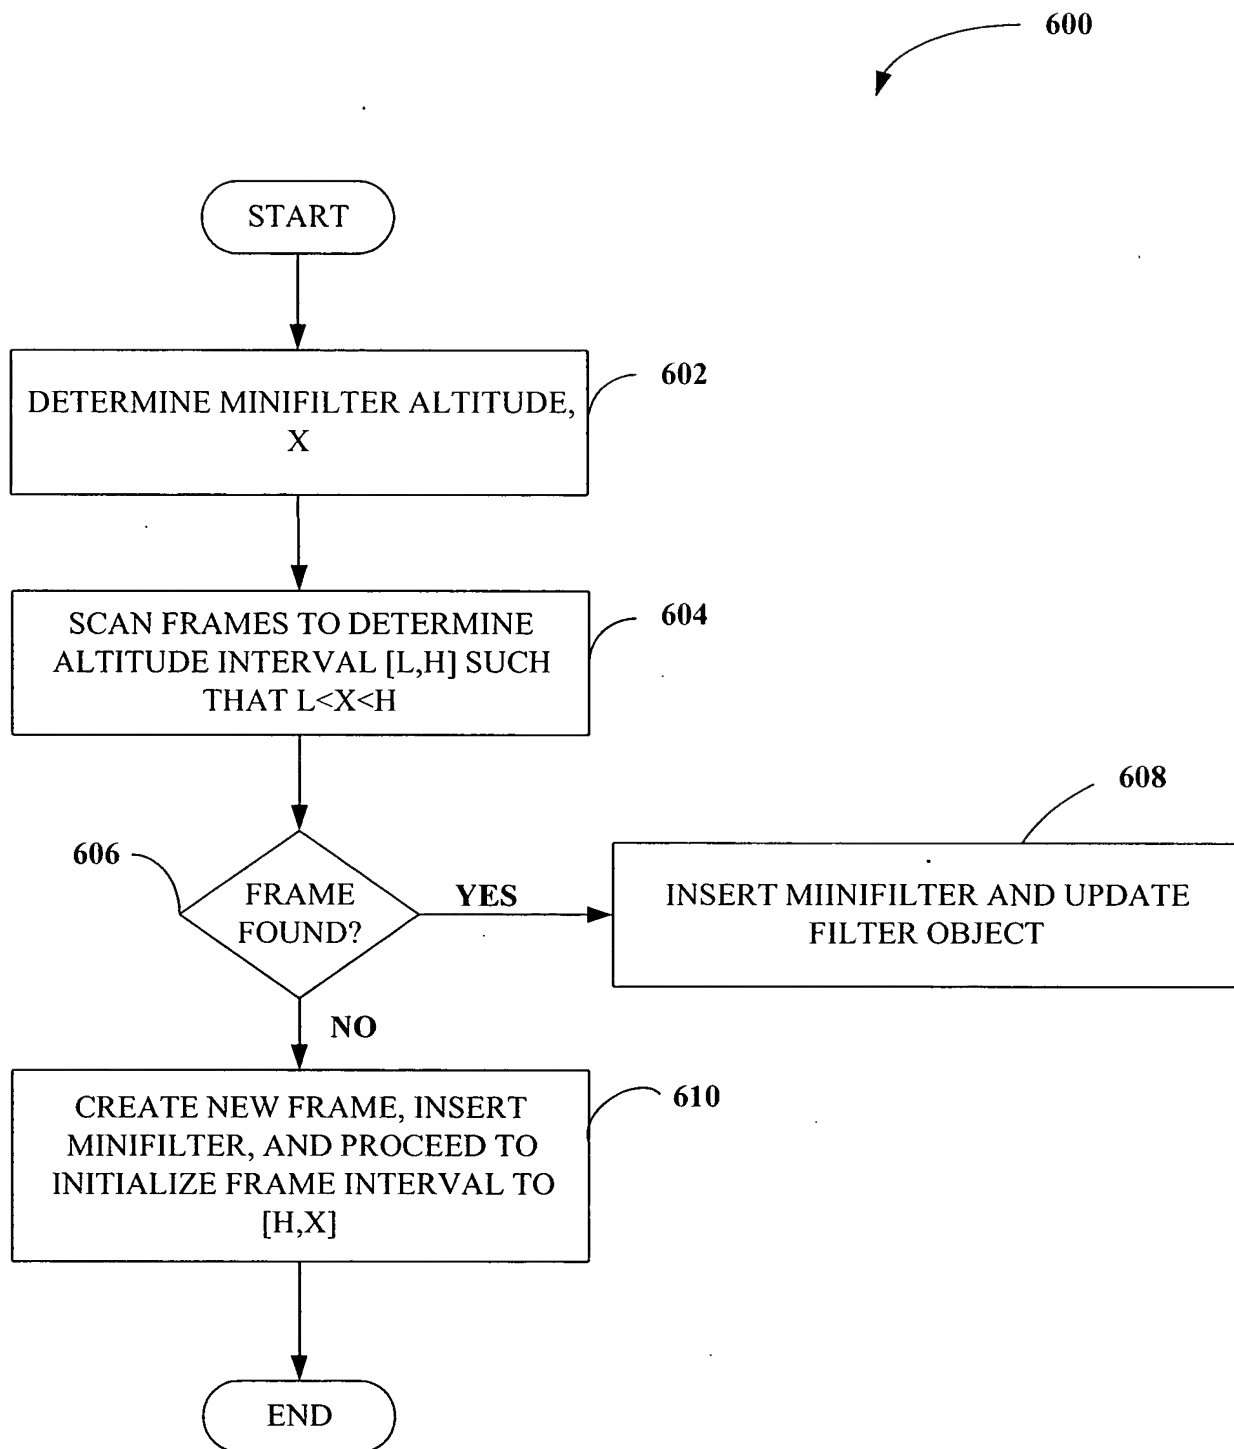 600
START
602
DETERMINE MINIFILTER ALTITUDE,
X
604
SCAN FRAMES TO DETERMINE
ALTITUDE INTERVAL [L,H] SUCH
THAT L<X<H
608
606
FRAME
FOUND?
YES
INSERT MIINIFILTER AND UPDATE
FILTER OBJECT
NO
610
CREATE NEW FRAME, INSERT
MINIFILTER, AND PROCEED TO
INITIALIZE FRAME INTERVAL TO
[H,X]
END